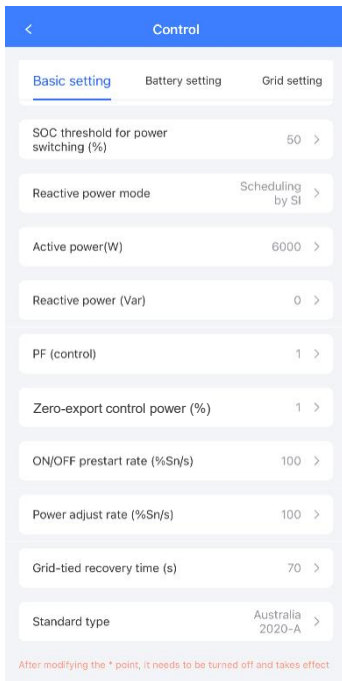 Control
Basic setting Battery setting Grid setting
SOC threshold for power
switching (%)
50
Reactive power mode
Scheduling
by SI
Active power(W) 6000
Reactive power (Var) 0
PF (control) 1
Zero-export control power (%) 1
ON/OFF prestart rate (%Sn/s) 100
Power adjust rate (%Sn/s) 100
Grid-tied recovery time (s) 70
Standard type
Australia
2020-A
After modifying the * point, it needs to be turned off and takes effect